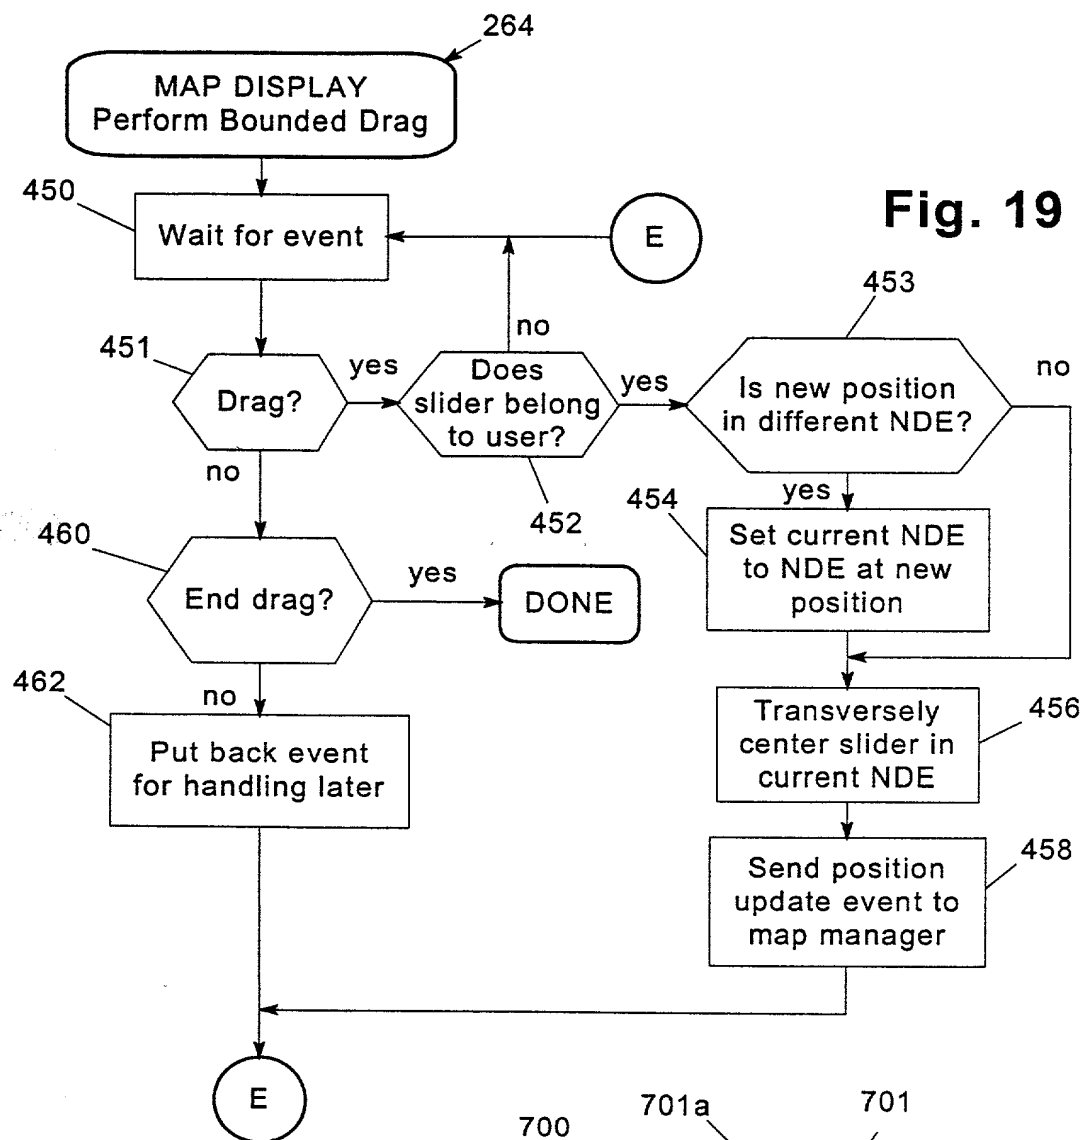 264
MAP DISPLAY
Perform Bounded Drag
450
Wait for event
E
Fig. 19
453
451
no
yes
Does
slider belong
to user?
yes
Is new position
in different NDE?
no
Drag?
no
452
yes
454
Set current NDE
to NDE at new
position
460
End drag?
yes
DONE
462
no
Put back event
for handling later
Transversely
center slider in
current NDE
456
Send position
update event to
map manager
458
E
700
701a
701